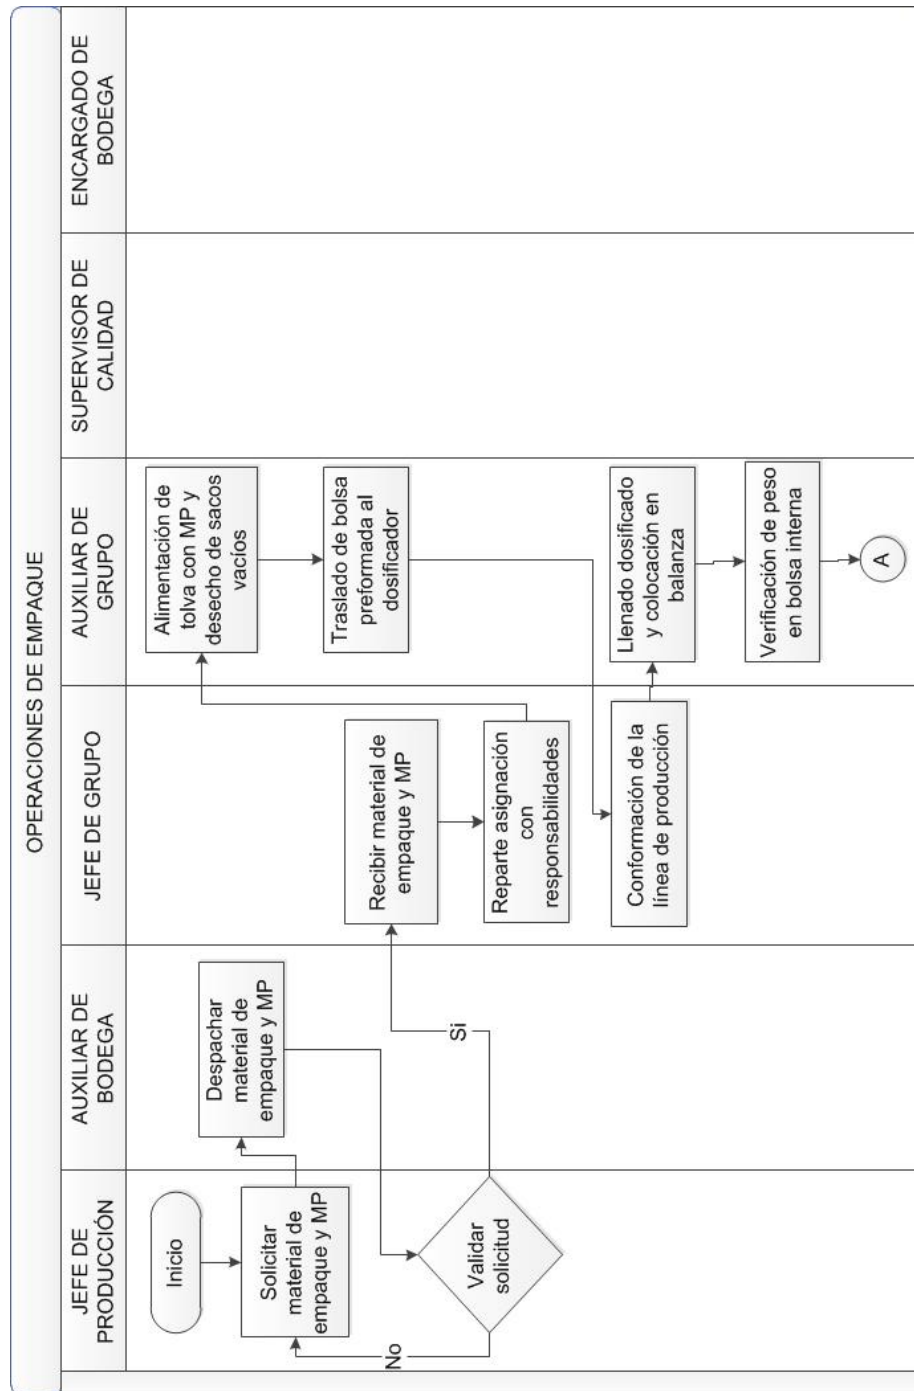 OPERACIONES DE EMPAQUE
JEFE DE
PRODUCCIÓN
AUXILIAR DE
BODEGA
JEFE DE GRUPO
AUXILIAR DE
GRUPO
SUPERVISOR DE
CALIDAD
ENCARGADO DE
BODEGA
Inicio
Solicitar
material de
empaque y MP
Despachar
material de
empaque y MP
Validar
solicitud
No
Si
Recibir material de
empaque y MP
Reparte asignación
con
responsabilidades
Alimentación de
tolva con MP y
desecho de sacos
vacíos
Traslado de bolsa
preformada al
dosificador
Conformación de la
línea de producción
Llenado dosificado
y colocación en
balanza
Verificación de peso
en bolsa interna
A